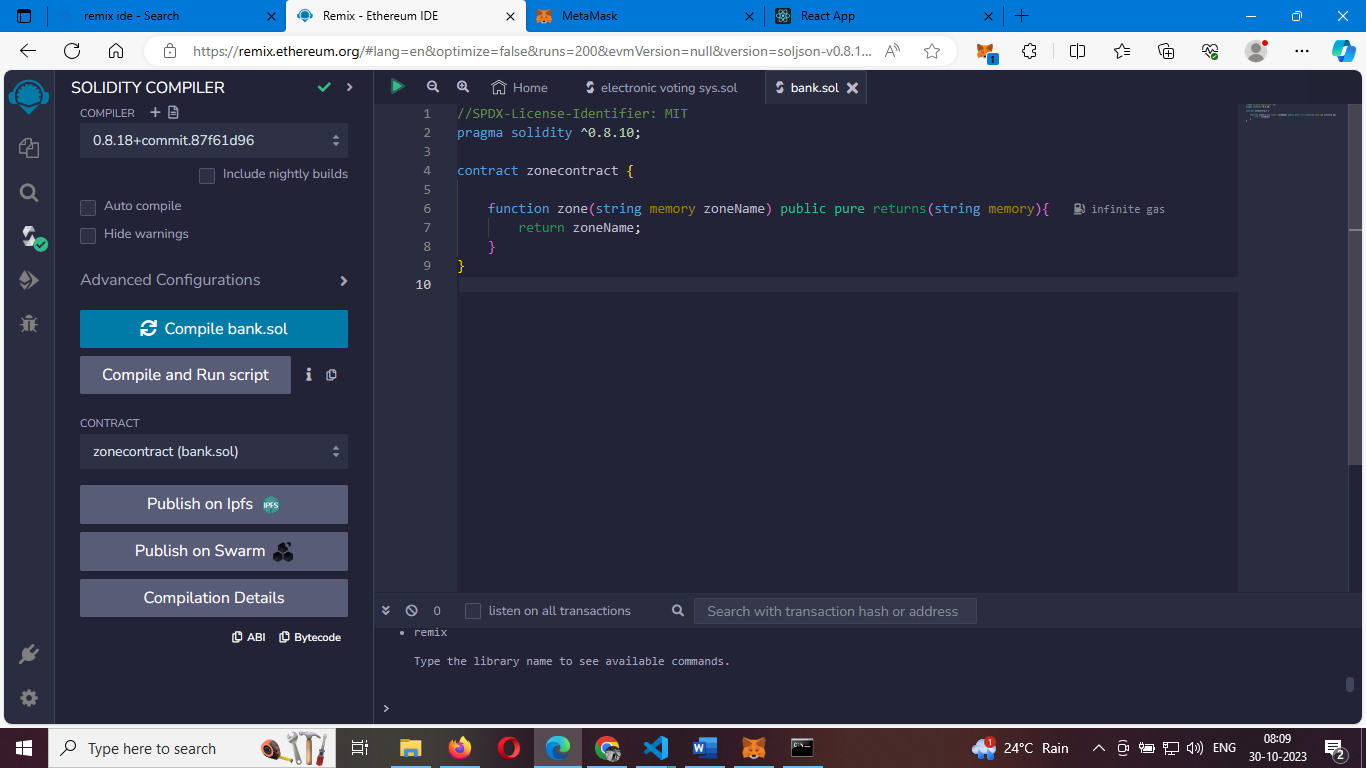 remix ide - Search
Remix - Ethereum IDE
MetaMask
React App
https://remix.ethereum.org/#lang=en&optimize=false&runs=200&evmVersion=null&version=soljson-v0.8.1...
1
SOLIDITY COMPILER
COMPILER
0.8.18+commit.87f61d96
Include nightly builds
Auto compile
Hide warnings
Advanced Configurations
Compile bank.sol
Compile and Run script
CONTRACT
zonecontract (bank.sol)
Publish on Ipfs IPFS
Publish on Swarm
Compilation Details
ABI Bytecode
Home
electronic voting sys.sol
bank.sol
1 //SPDX-License-Identifier: MIT
2 pragma solidity ^0.8.10;
3
4 contract zonecontract {
5
6 function zone(string memory zoneName) public pure returns(string memory){ infinite gas
7 return zoneName;
8 }
9 }
10
0 listen on all transactions Search with transaction hash or address
• remix
Type the library name to see available commands.
>
Type here to search
1 24°C Rain ENG 08:09
30-10-2023 2